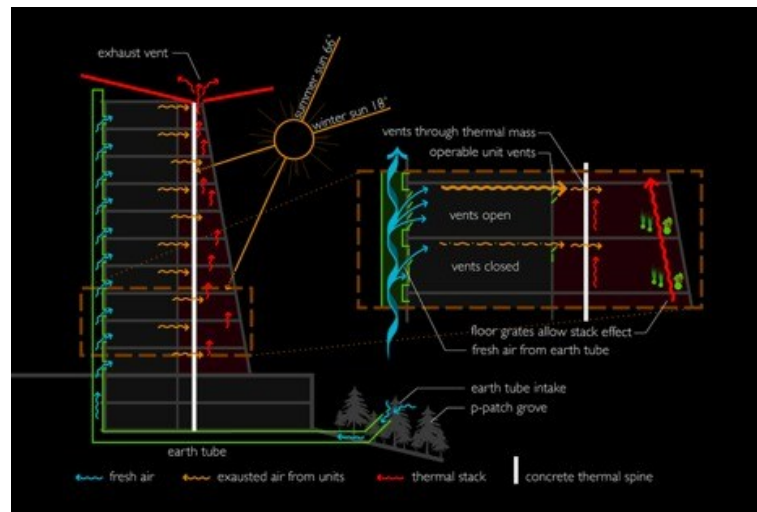 exhaust vent
summer sun 66°
winter sun 18°
vents through thermal mass
operable unit vents
vents open
vents closed
floor grates allow stack effect
fresh air from earth tube
earth tube intake
p-patch grove
earth tube
fresh air
exausted air from units
thermal stack
concrete thermal spine